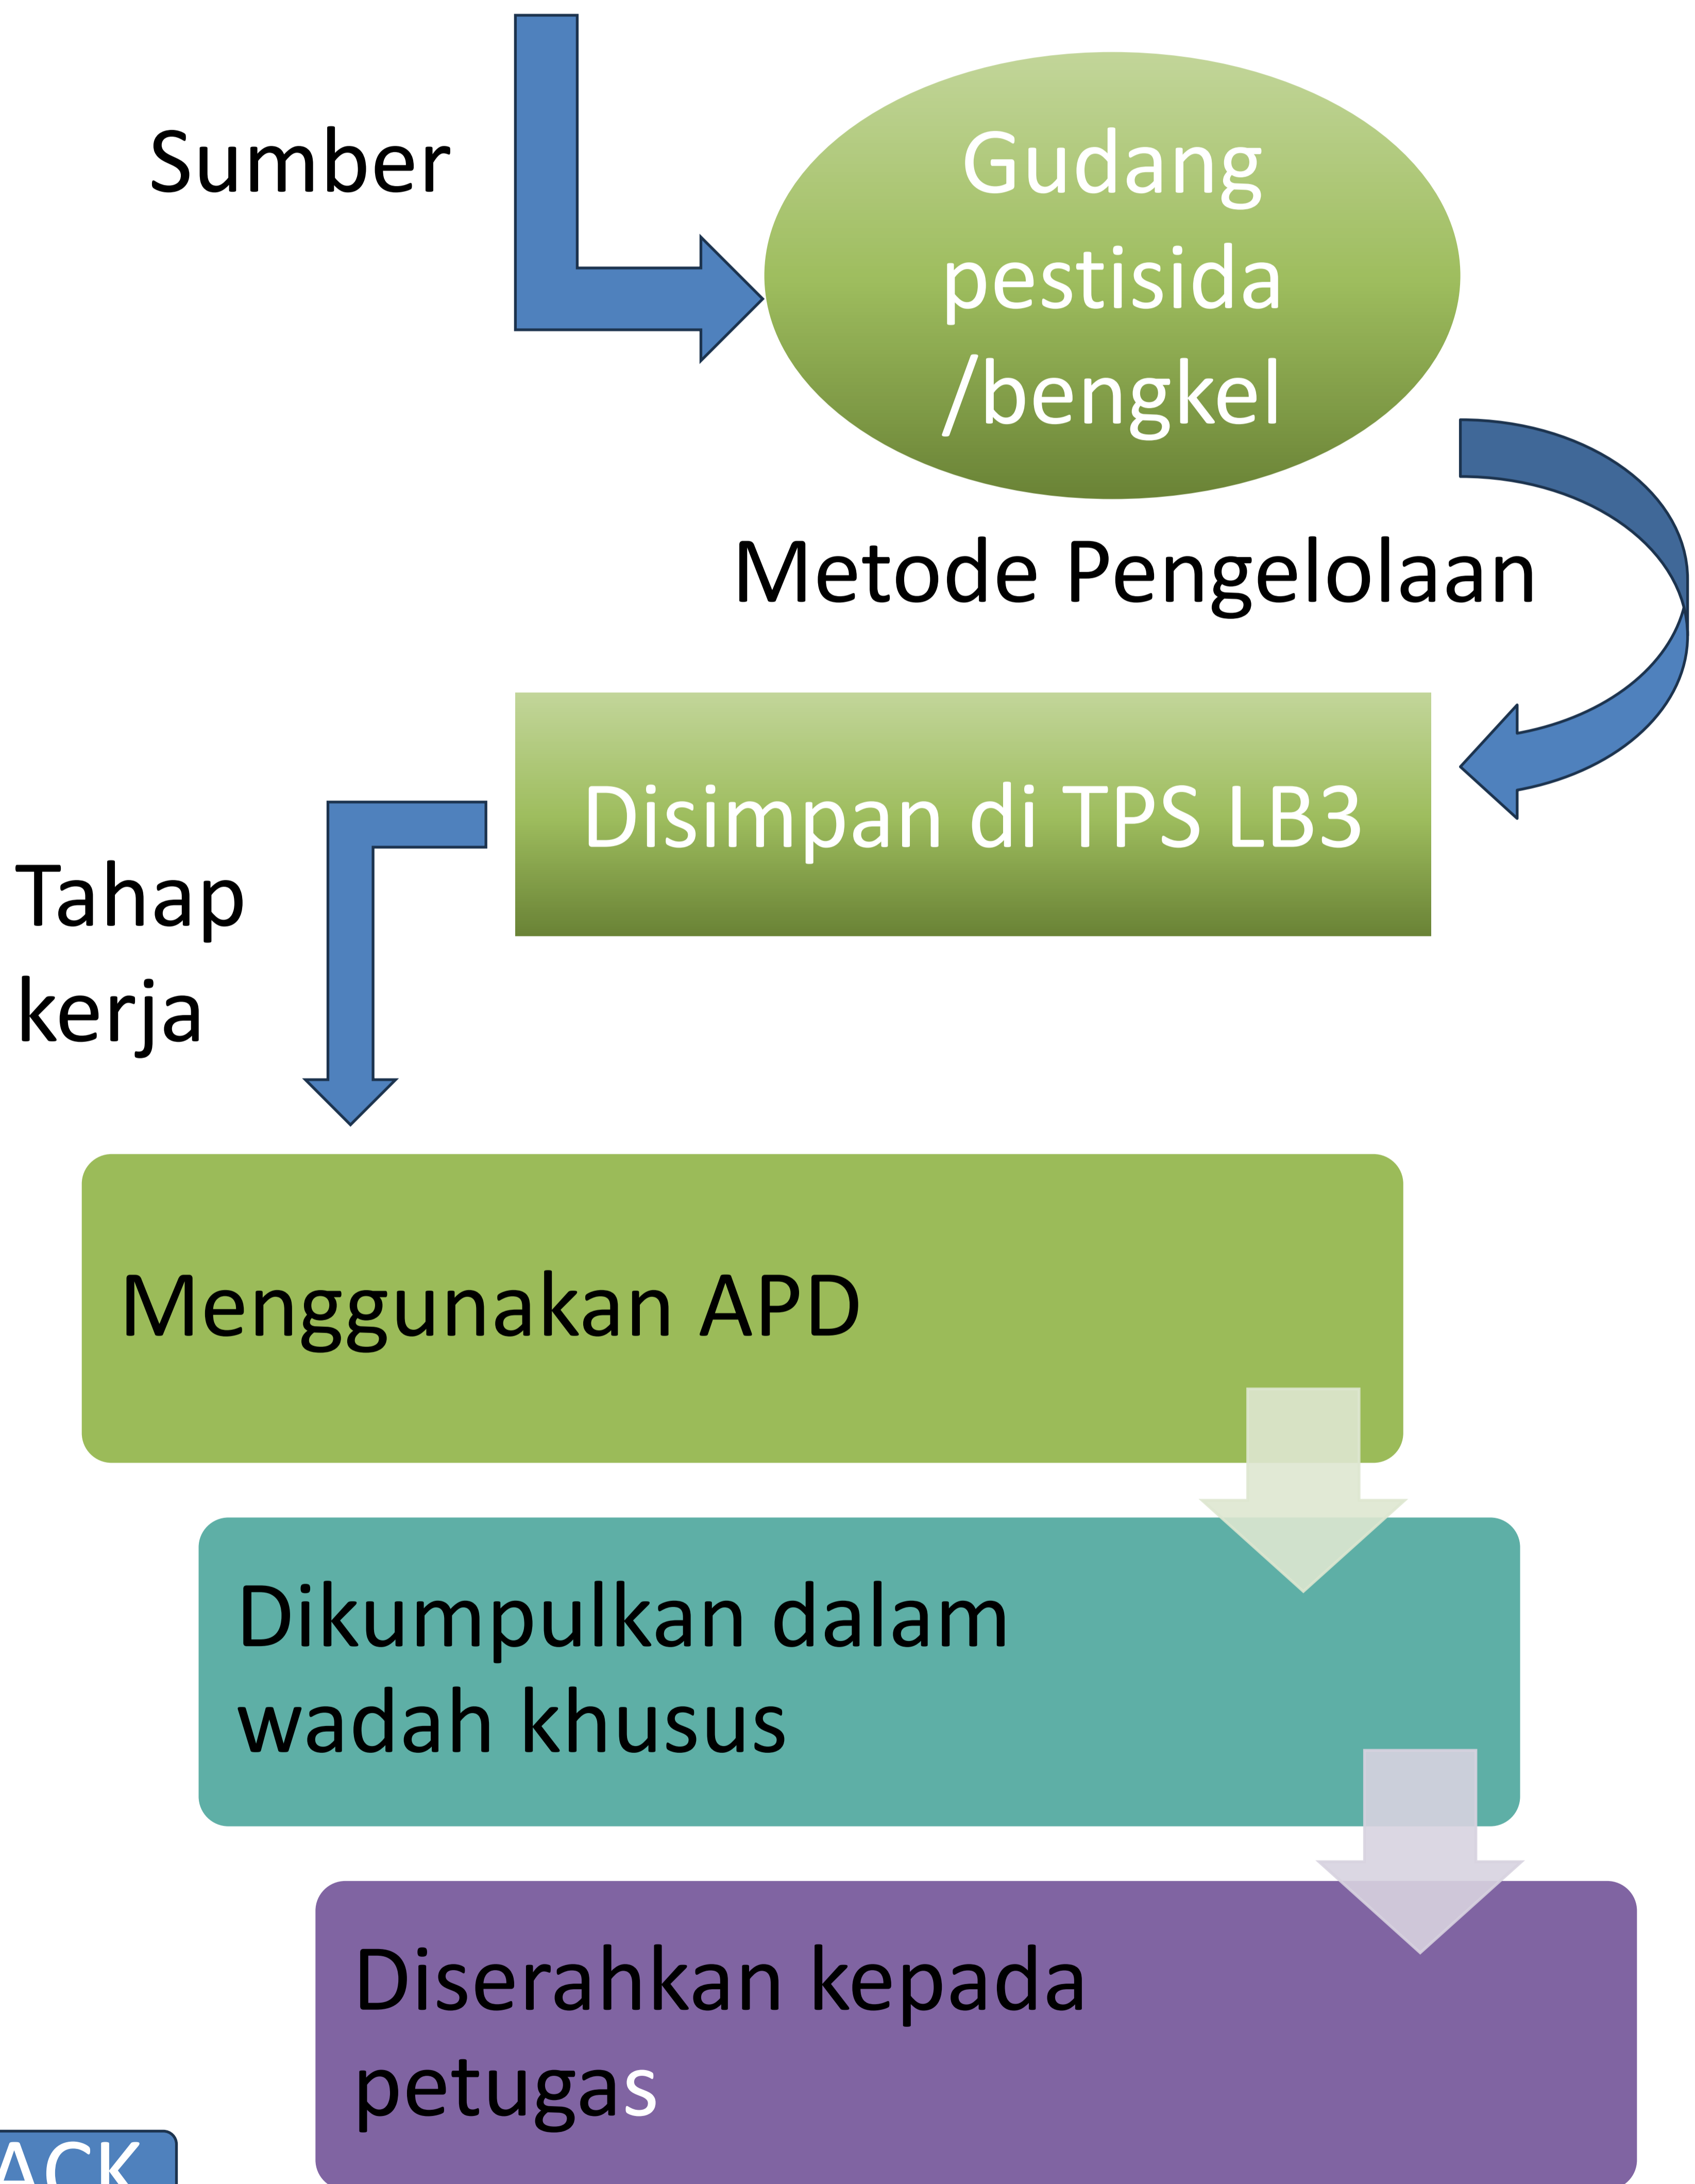 Sumber
Gudang
pestisida
/bengkel
Metode Pengelolaan
Disimpan di TPS LB3
Tahap
kerja
Menggunakan APD
Dikumpulkan dalam
wadah khusus
Diserahkan kepada
petugas